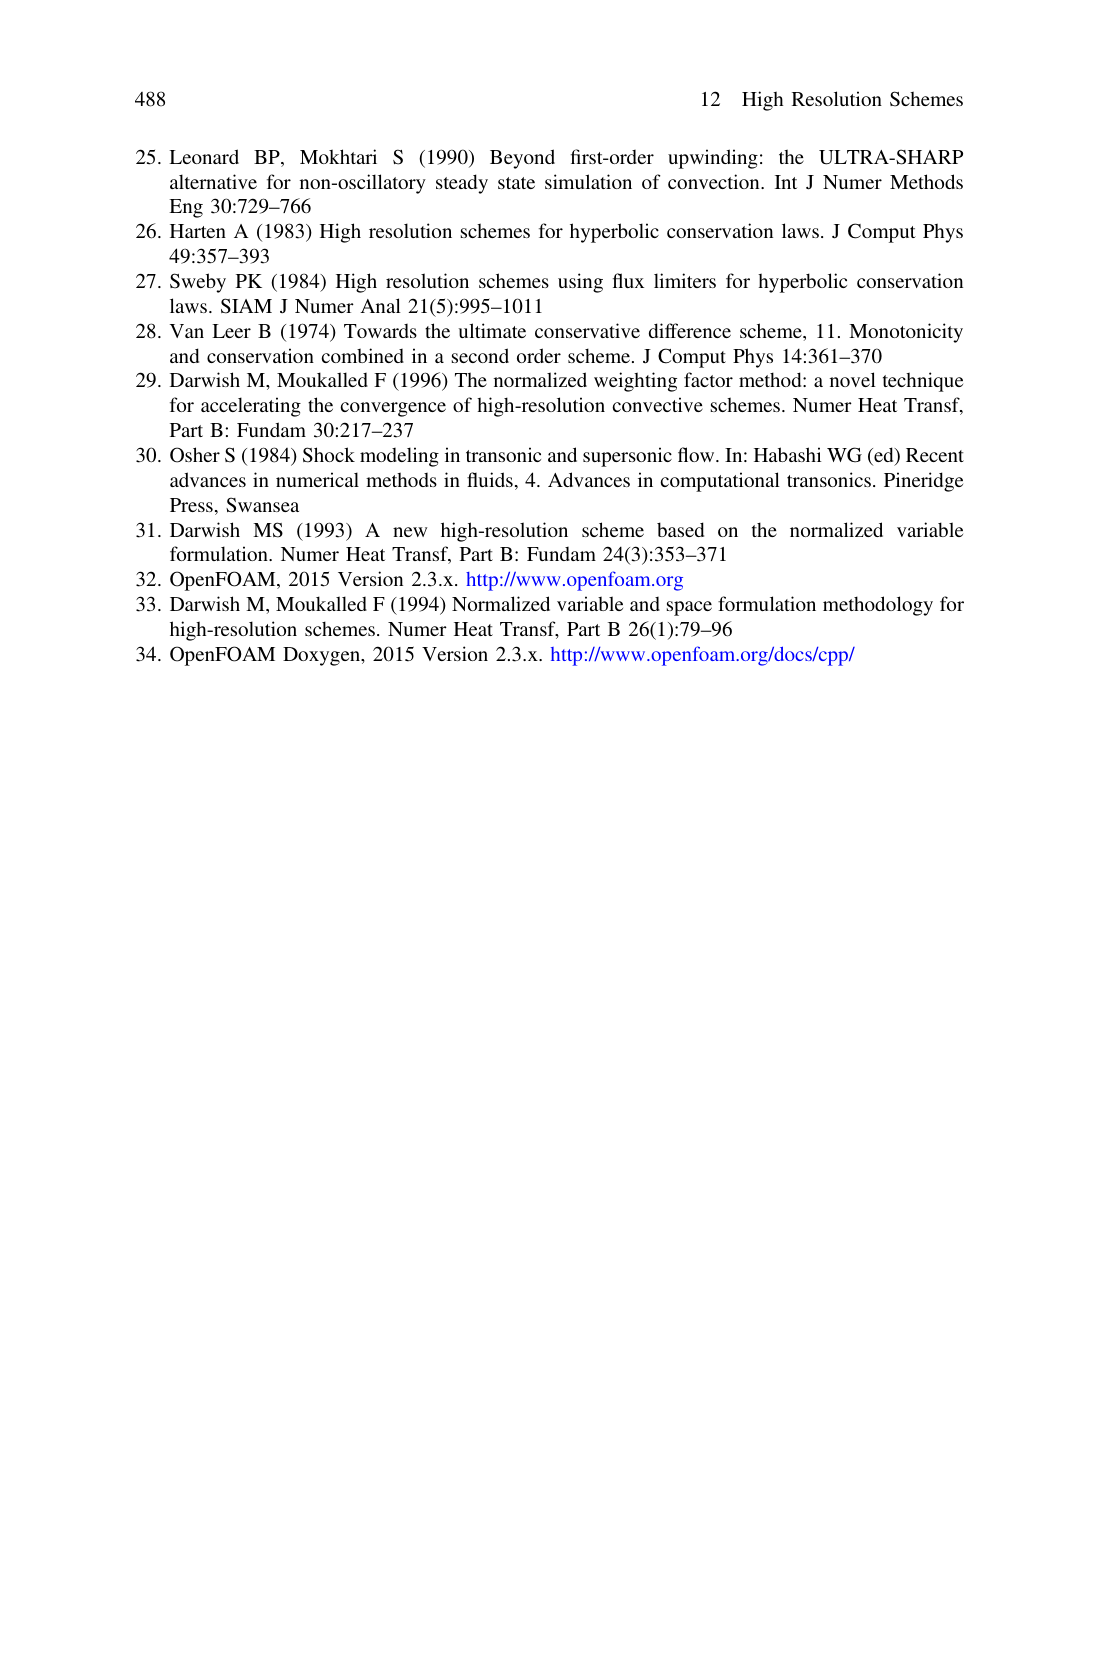 488
12 High Resolution Schemes
25. Leonard BP, Mokhtari S (1990) Beyond first-order upwinding: the ULTRA-SHARP
alternative for non-oscillatory steady state simulation of convection. Int J Numer Methods
Eng 30:729–766
26. Harten A (1983) High resolution schemes for hyperbolic conservation laws. J Comput Phys
49:357–393
27. Sweby PK (1984) High resolution schemes using flux limiters for hyperbolic conservation
laws. SIAM J Numer Anal 21(5):995–1011
28. Van Leer B (1974) Towards the ultimate conservative difference scheme, 11. Monotonicity
and conservation combined in a second order scheme. J Comput Phys 14:361–370
29. Darwish M, Moukalled F (1996) The normalized weighting factor method: a novel technique
for accelerating the convergence of high-resolution convective schemes. Numer Heat Transf,
Part B: Fundam 30:217–237
30. Osher S (1984) Shock modeling in transonic and supersonic flow. In: Habashi WG (ed) Recent
advances in numerical methods in fluids, 4. Advances in computational transonics. Pineridge
Press, Swansea
31. Darwish MS (1993) A new high-resolution scheme based on the normalized variable
formulation. Numer Heat Transf, Part B: Fundam 24(3):353–371
32. OpenFOAM, 2015 Version 2.3.x. http://www.openfoam.org
33. Darwish M, Moukalled F (1994) Normalized variable and space formulation methodology for
high-resolution schemes. Numer Heat Transf, Part B 26(1):79–96
34. OpenFOAM Doxygen, 2015 Version 2.3.x. http://www.openfoam.org/docs/cpp/